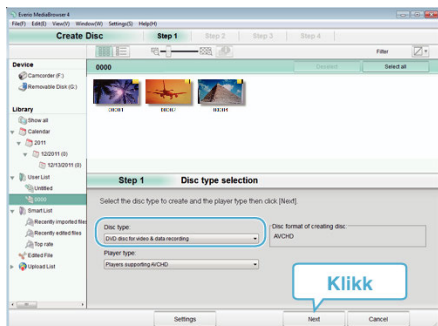 Everio MediaBrowser 4
File(F) Edit(E) View(V) Window(W) Settings(S) Help(H)
Create Disc Step 1 Step 2 Step 3 Step 4
Filter
Device 0000 Deselect Select all
Camcorder (F:)
Removable Disk (G:)
00001 00002 00003
Library
Show all
Calendar
2011
12/2011 (0)
12/13/2011 (0)
User List
Untitled
0000
Smart List
Recently imported files
Recently edited files
Top rate
Edited File
Upload List
Step 1 Disc type selection
Select the disc type to create and the player type then click [Next].
Disc type:
DVD disc for video & data recording
Disc format of creating disc:
AVCHD
Player type:
Players supporting AVCHD
Klikk
Settings Next Cancel